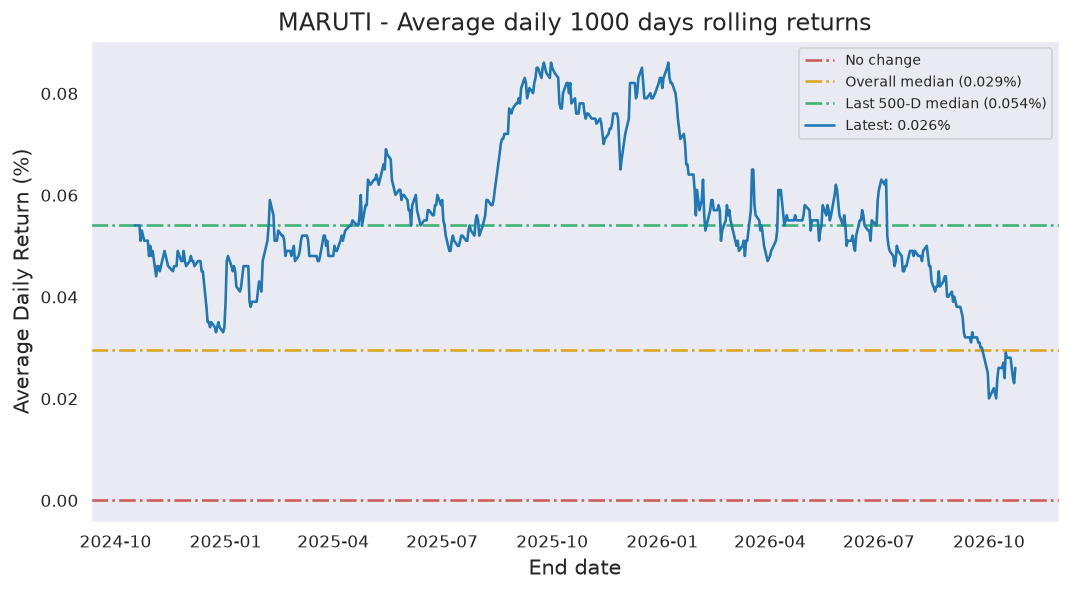 MARUTI - Average daily 1000 days rolling returns
No change
Overall median (0.029%)
Last 500-D median (0.054%)
Latest: 0.026%
Average Daily Return (%)
0.08
0.06
0.04
0.02
0.00
2024-10 2025-01 2025-04 2025-07 2025-10 2026-01 2026-04 2026-07 2026-10
End date